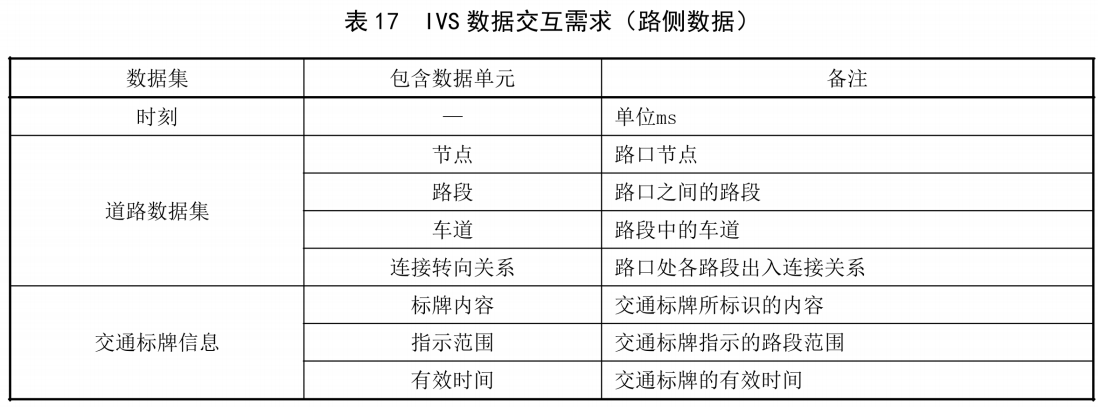 表 17 IVS 数据交互需求（路侧数据）
数据集 包含数据单元 备注
时刻 — 单位ms
道路数据集 节点 路口节点
路段 路口之间的路段
车道 路段中的车道
连接转向关系 路口处各路段出入连接关系
交通标牌信息 标牌内容 交通标牌所标识的内容
指示范围 交通标牌指示的路段范围
有效时间 交通标牌的有效时间